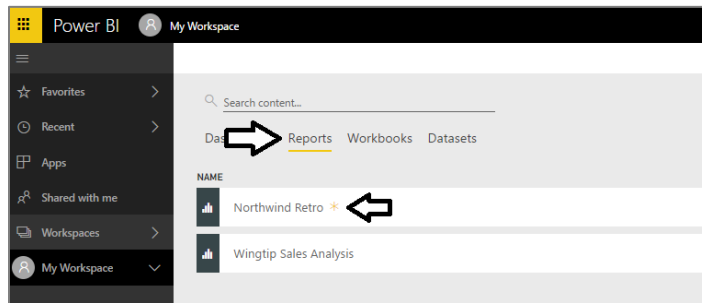 Power BI My Workspace
Favorites
Search content...
Recent
Reports Workbooks Datasets
Apps
NAME
Shared with me
Northwind Retro *
Workspaces
Wingtip Sales Analysis
My Workspace